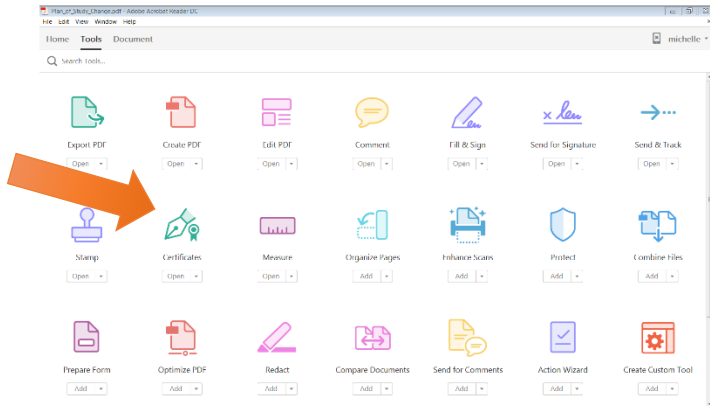 Plan_of_Study_Change.pdf - Adobe Acrobat Reader DC
File Edit View Window Help
Home Tools Document michelle
Search Tools...
Export PDF Create PDF Edit PDF Comment Fill & Sign Send for Signature Send & Track
Open Open Open Open Open Open Open
Stamp Certificates Measure Organize Pages Enhance Scans Protect Combine Files
Open Open Open Add Add Add Add
Prepare Form Optimize PDF Redact Compare Documents Send for Comments Action Wizard Create Custom Tool
Add Add Add Add Add Add Add